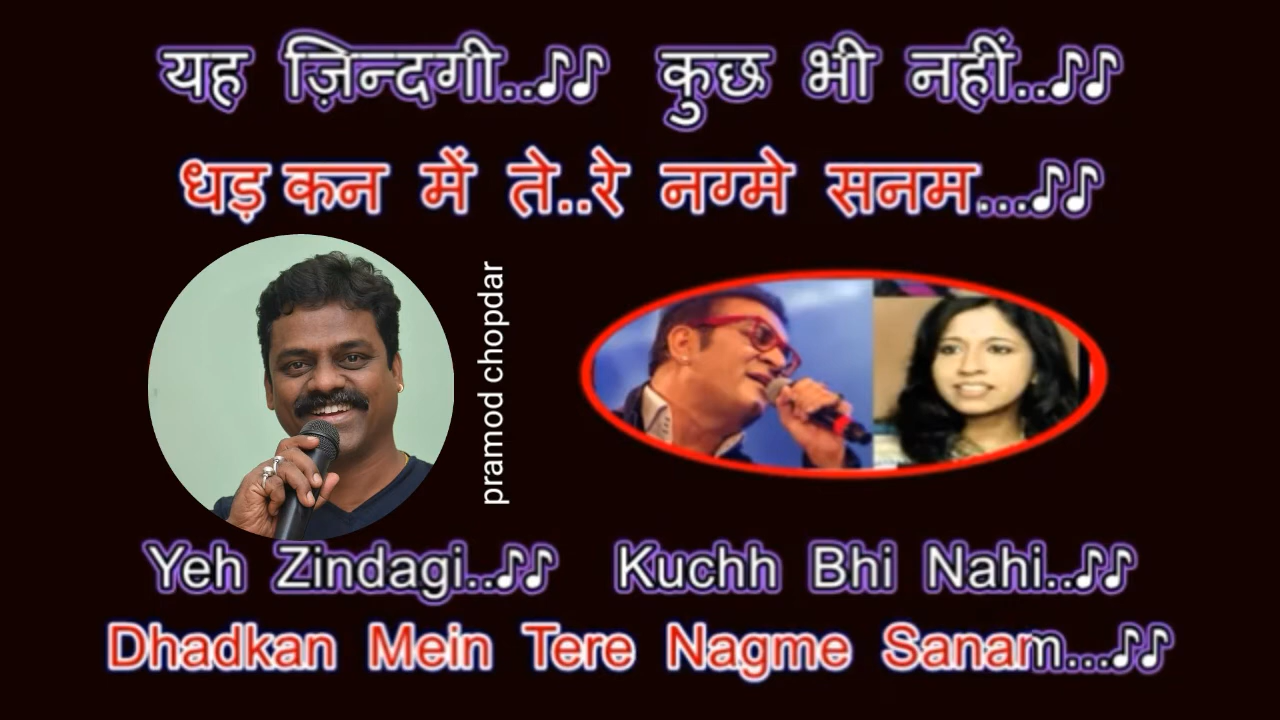 यह ज़िन्दगी..♪♪ कुछ भी नहीं..♪♪
धड़ कन में ते..रे नग्मे सनम...♪♪
pramod chopdar
Yeh Zindagi..♪♪ Kuchh Bhi Nahi..♪♪
Dhadkan Mein Tere Nagme Sanam...♪♪